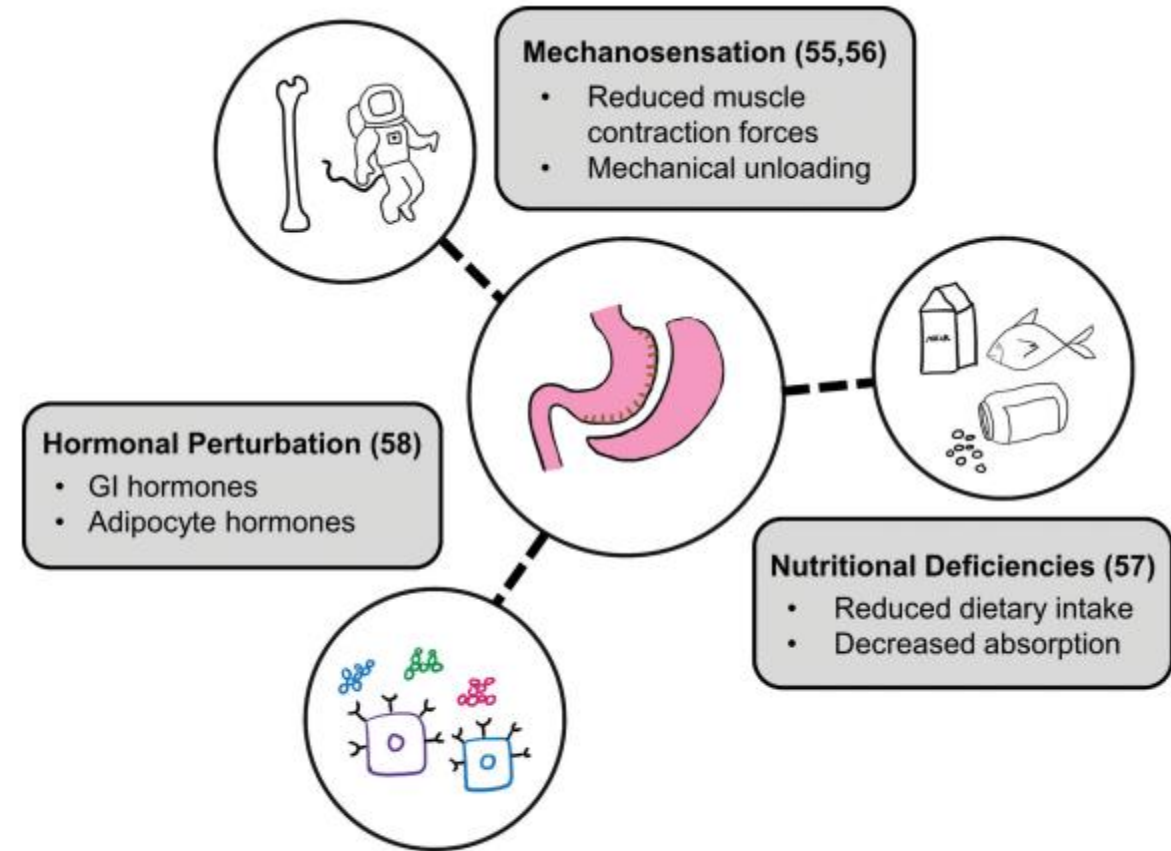 Mechanosensation (55,56)
• Reduced muscle
contraction forces
• Mechanical unloading
Hormonal Perturbation (58)
• GI hormones
• Adipocyte hormones
Nutritional Deficiencies (57)
• Reduced dietary intake
• Decreased absorption